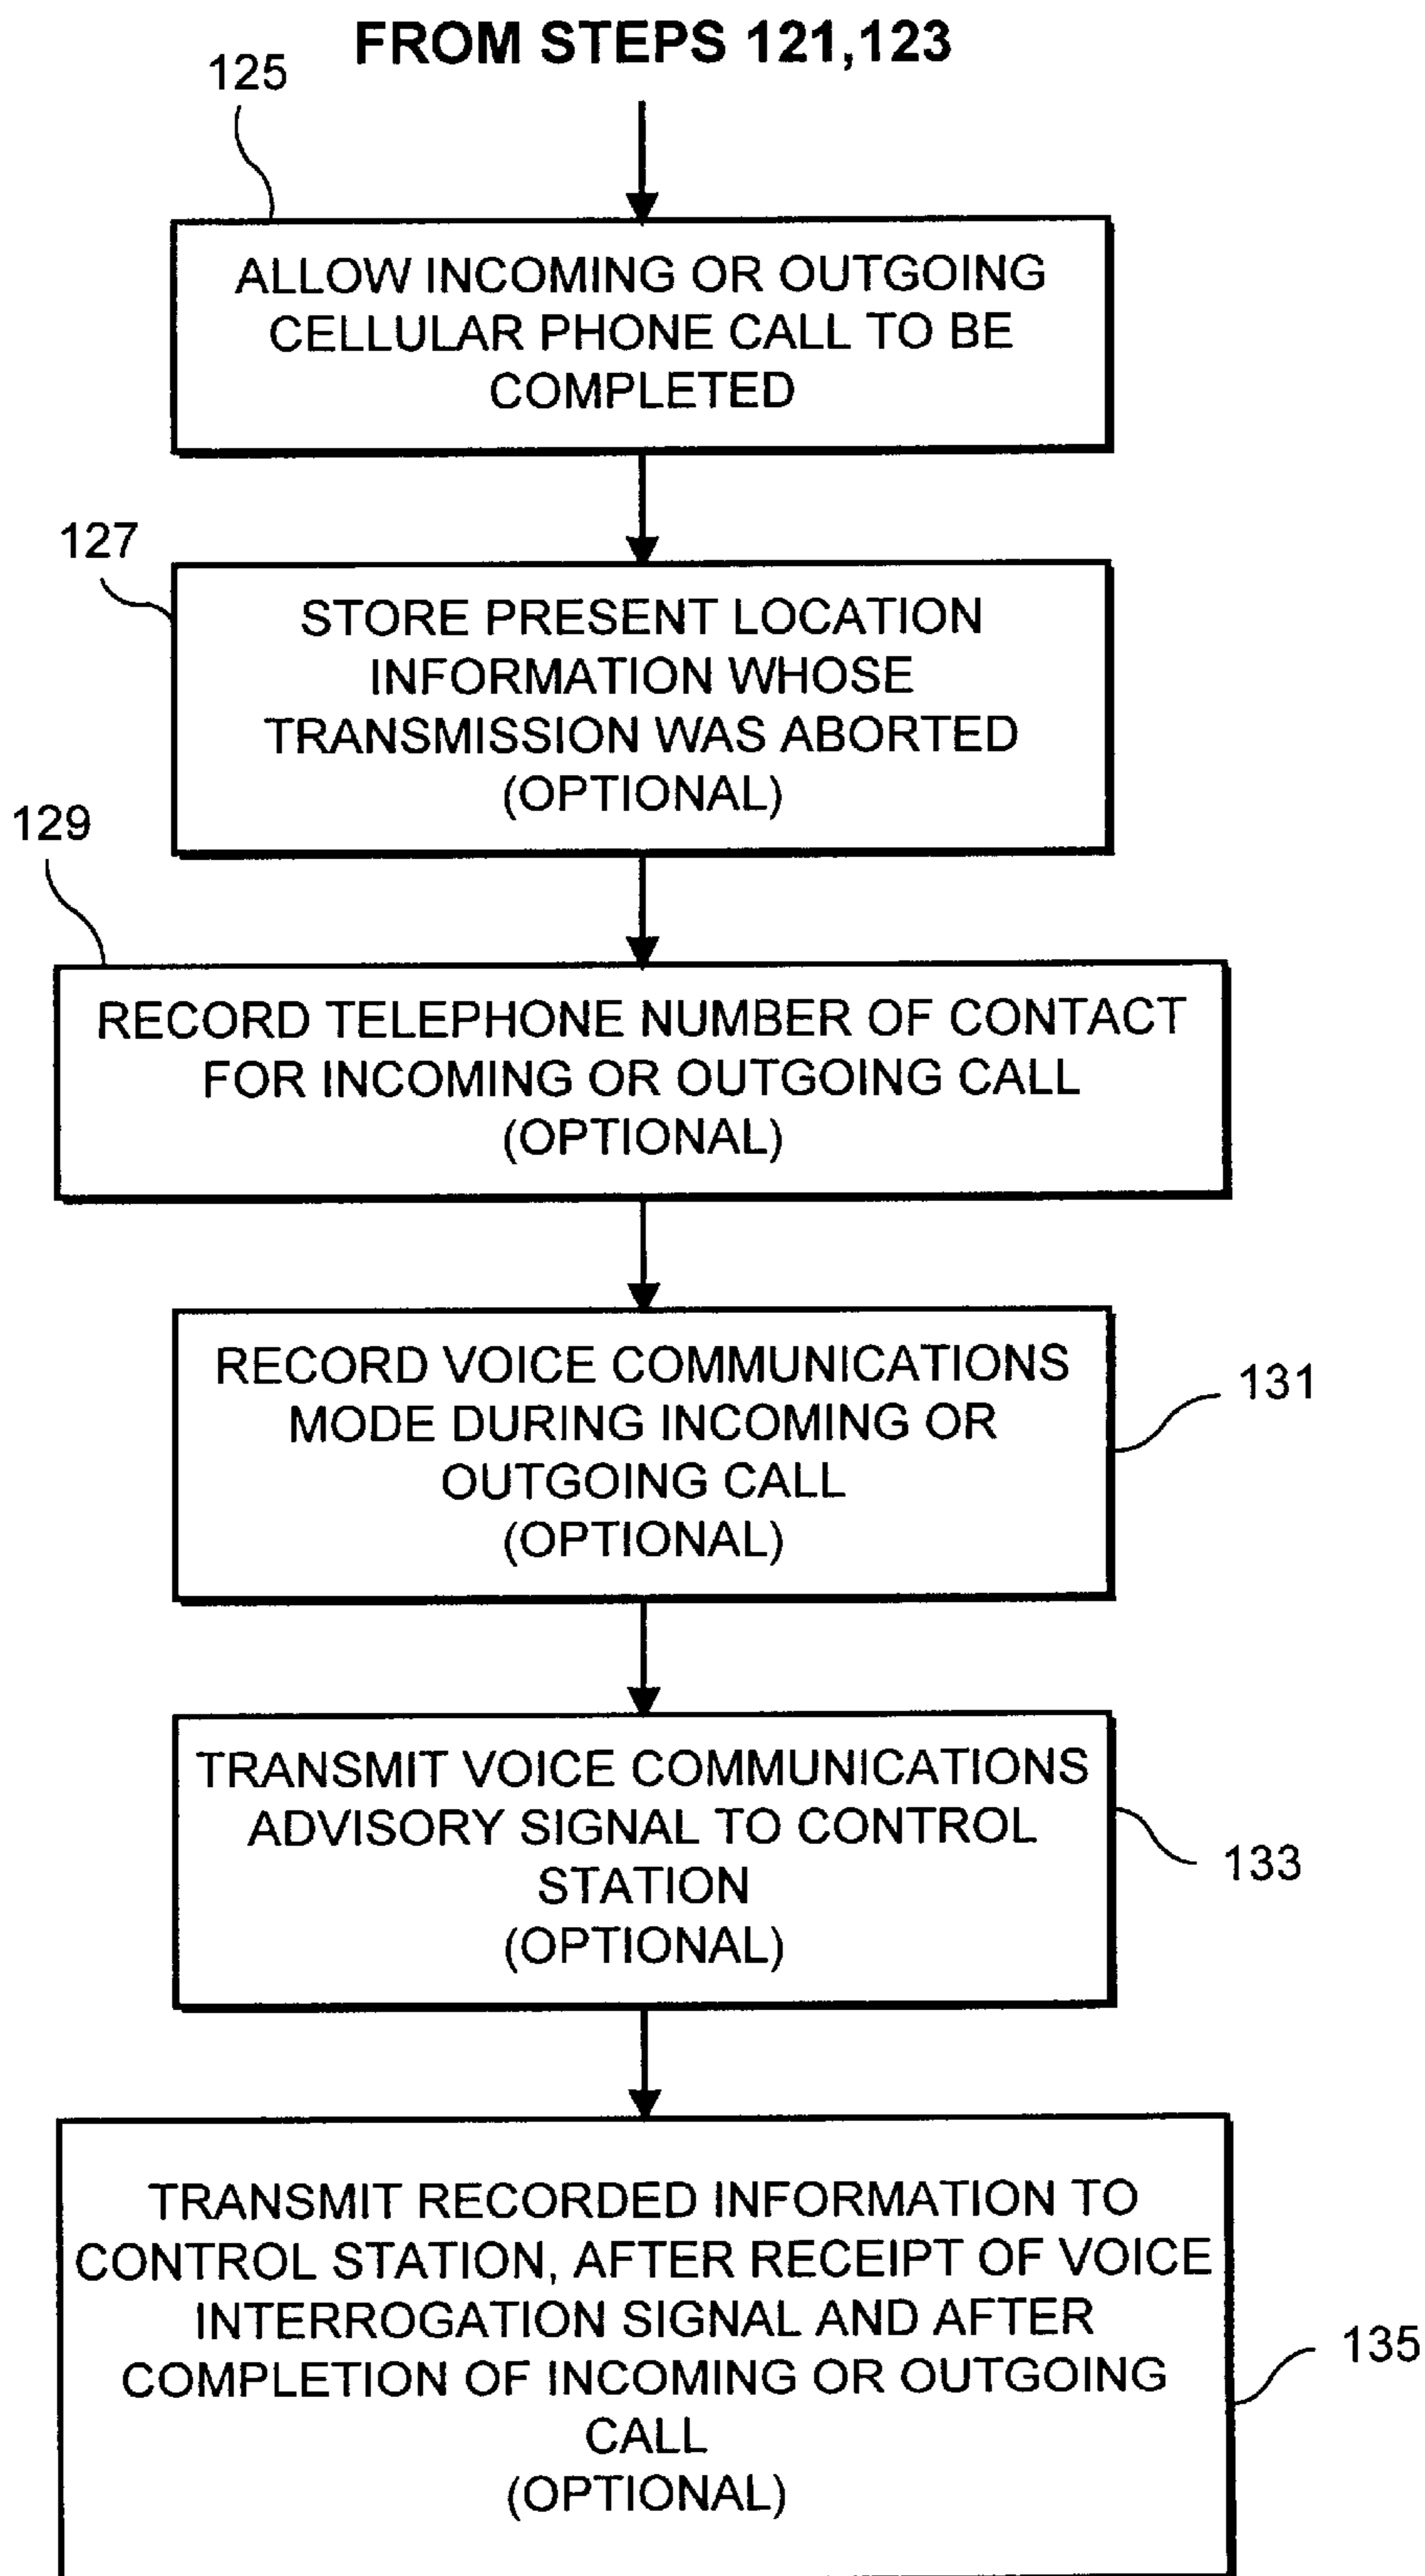 FROM STEPS 121,123
125
ALLOW INCOMING OR OUTGOING
CELLULAR PHONE CALL TO BE
COMPLETED
127
STORE PRESENT LOCATION
INFORMATION WHOSE
TRANSMISSION WAS ABORTED
(OPTIONAL)
129
RECORD TELEPHONE NUMBER OF CONTACT
FOR INCOMING OR OUTGOING CALL
(OPTIONAL)
RECORD VOICE COMMUNICATIONS
MODE DURING INCOMING OR
OUTGOING CALL
(OPTIONAL)
131
TRANSMIT VOICE COMMUNICATIONS
ADVISORY SIGNAL TO CONTROL
STATION
(OPTIONAL)
133
TRANSMIT RECORDED INFORMATION TO
CONTROL STATION, AFTER RECEIPT OF VOICE
INTERROGATION SIGNAL AND AFTER
COMPLETION OF INCOMING OR OUTGOING
CALL
(OPTIONAL)
135